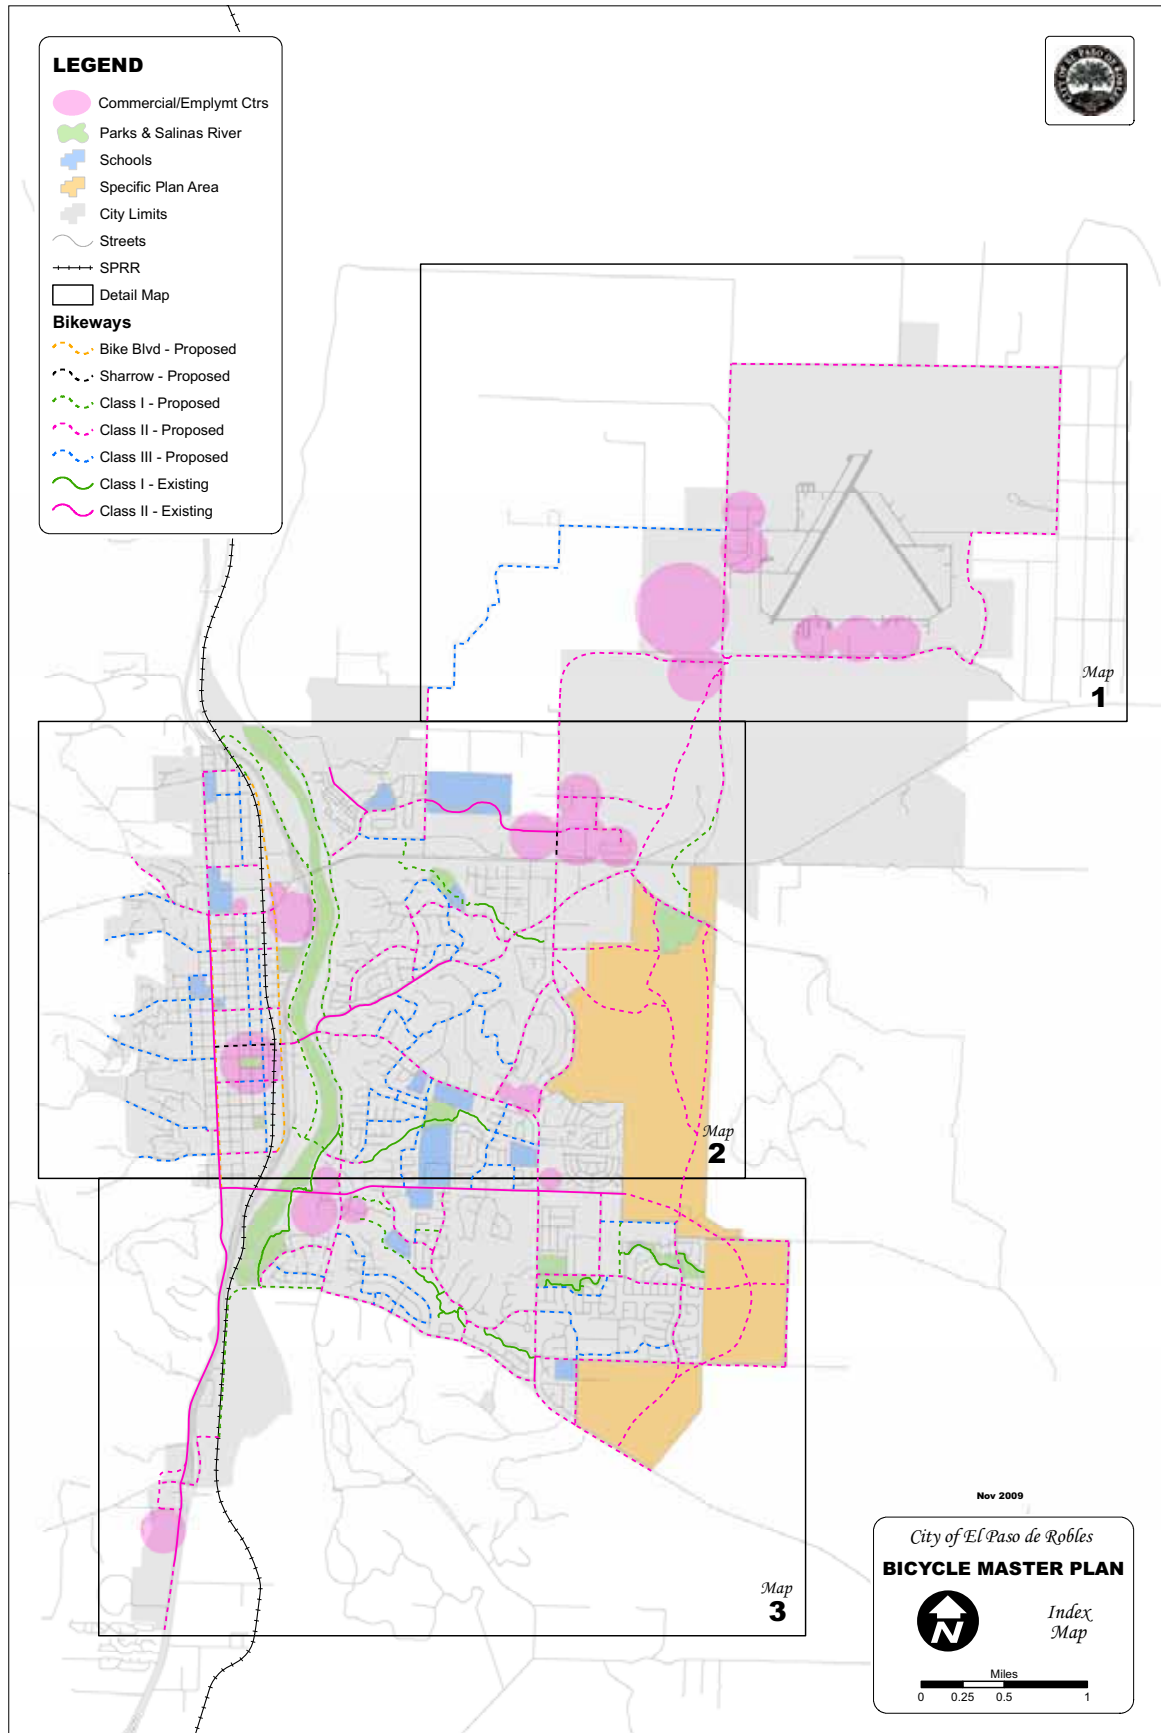 LEGEND
Commercial/Emplymt Ctrs
Parks & Salinas River
Schools
Specific Plan Area
City Limits
Streets
SPRR
Detail Map
Bikeways
Bike Blvd - Proposed
Sharrow - Proposed
Class I - Proposed
Class II - Proposed
Class III - Proposed
Class I - Existing
Class II - Existing
Map
1
Map
2
Map
3
Nov 2009
City of El Paso de Robles
BICYCLE MASTER PLAN
N
Index
Map
Miles
0 0.25 0.5 1